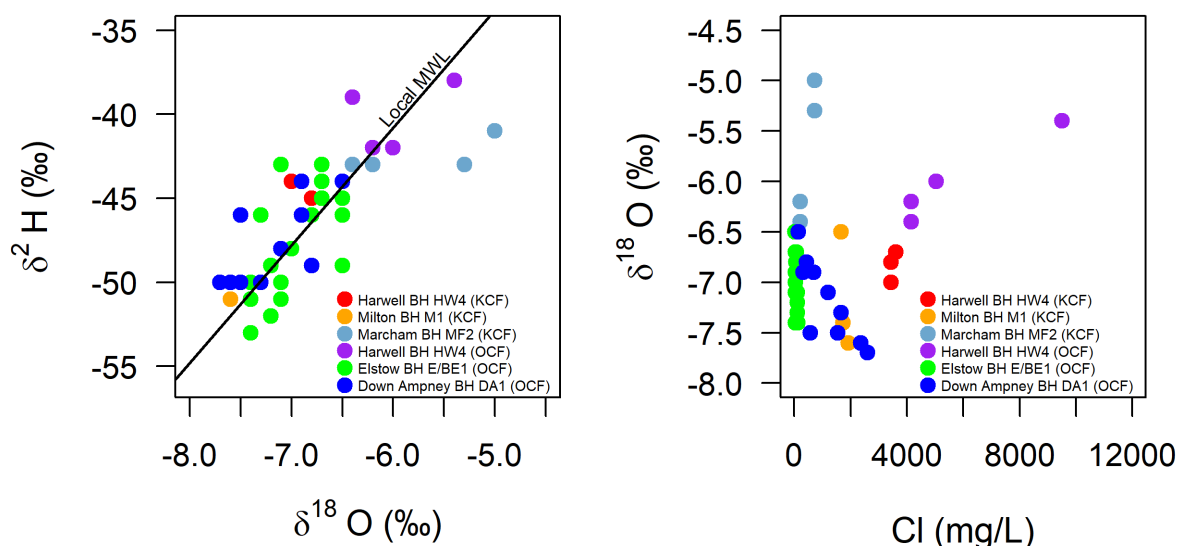 -35
-40
-45
-50
-55
δ² H (‰)
Local MWL
Harwell BH HW4 (KCF)
Milton BH M1 (KCF)
Marcham BH MF2 (KCF)
Harwell BH HW4 (OCF)
Elstow BH E/BE1 (OCF)
Down Ampney BH DA1 (OCF)
-8.0 -7.0 -6.0 -5.0
δ¹⁸ O (‰)
-4.5
-5.0
-5.5
-6.0
-6.5
-7.0
-7.5
-8.0
δ¹⁸ O (‰)
Harwell BH HW4 (KCF)
Milton BH M1 (KCF)
Marcham BH MF2 (KCF)
Harwell BH HW4 (OCF)
Elstow BH E/BE1 (OCF)
Down Ampney BH DA1 (OCF)
0 4000 8000 12000
Cl (mg/L)